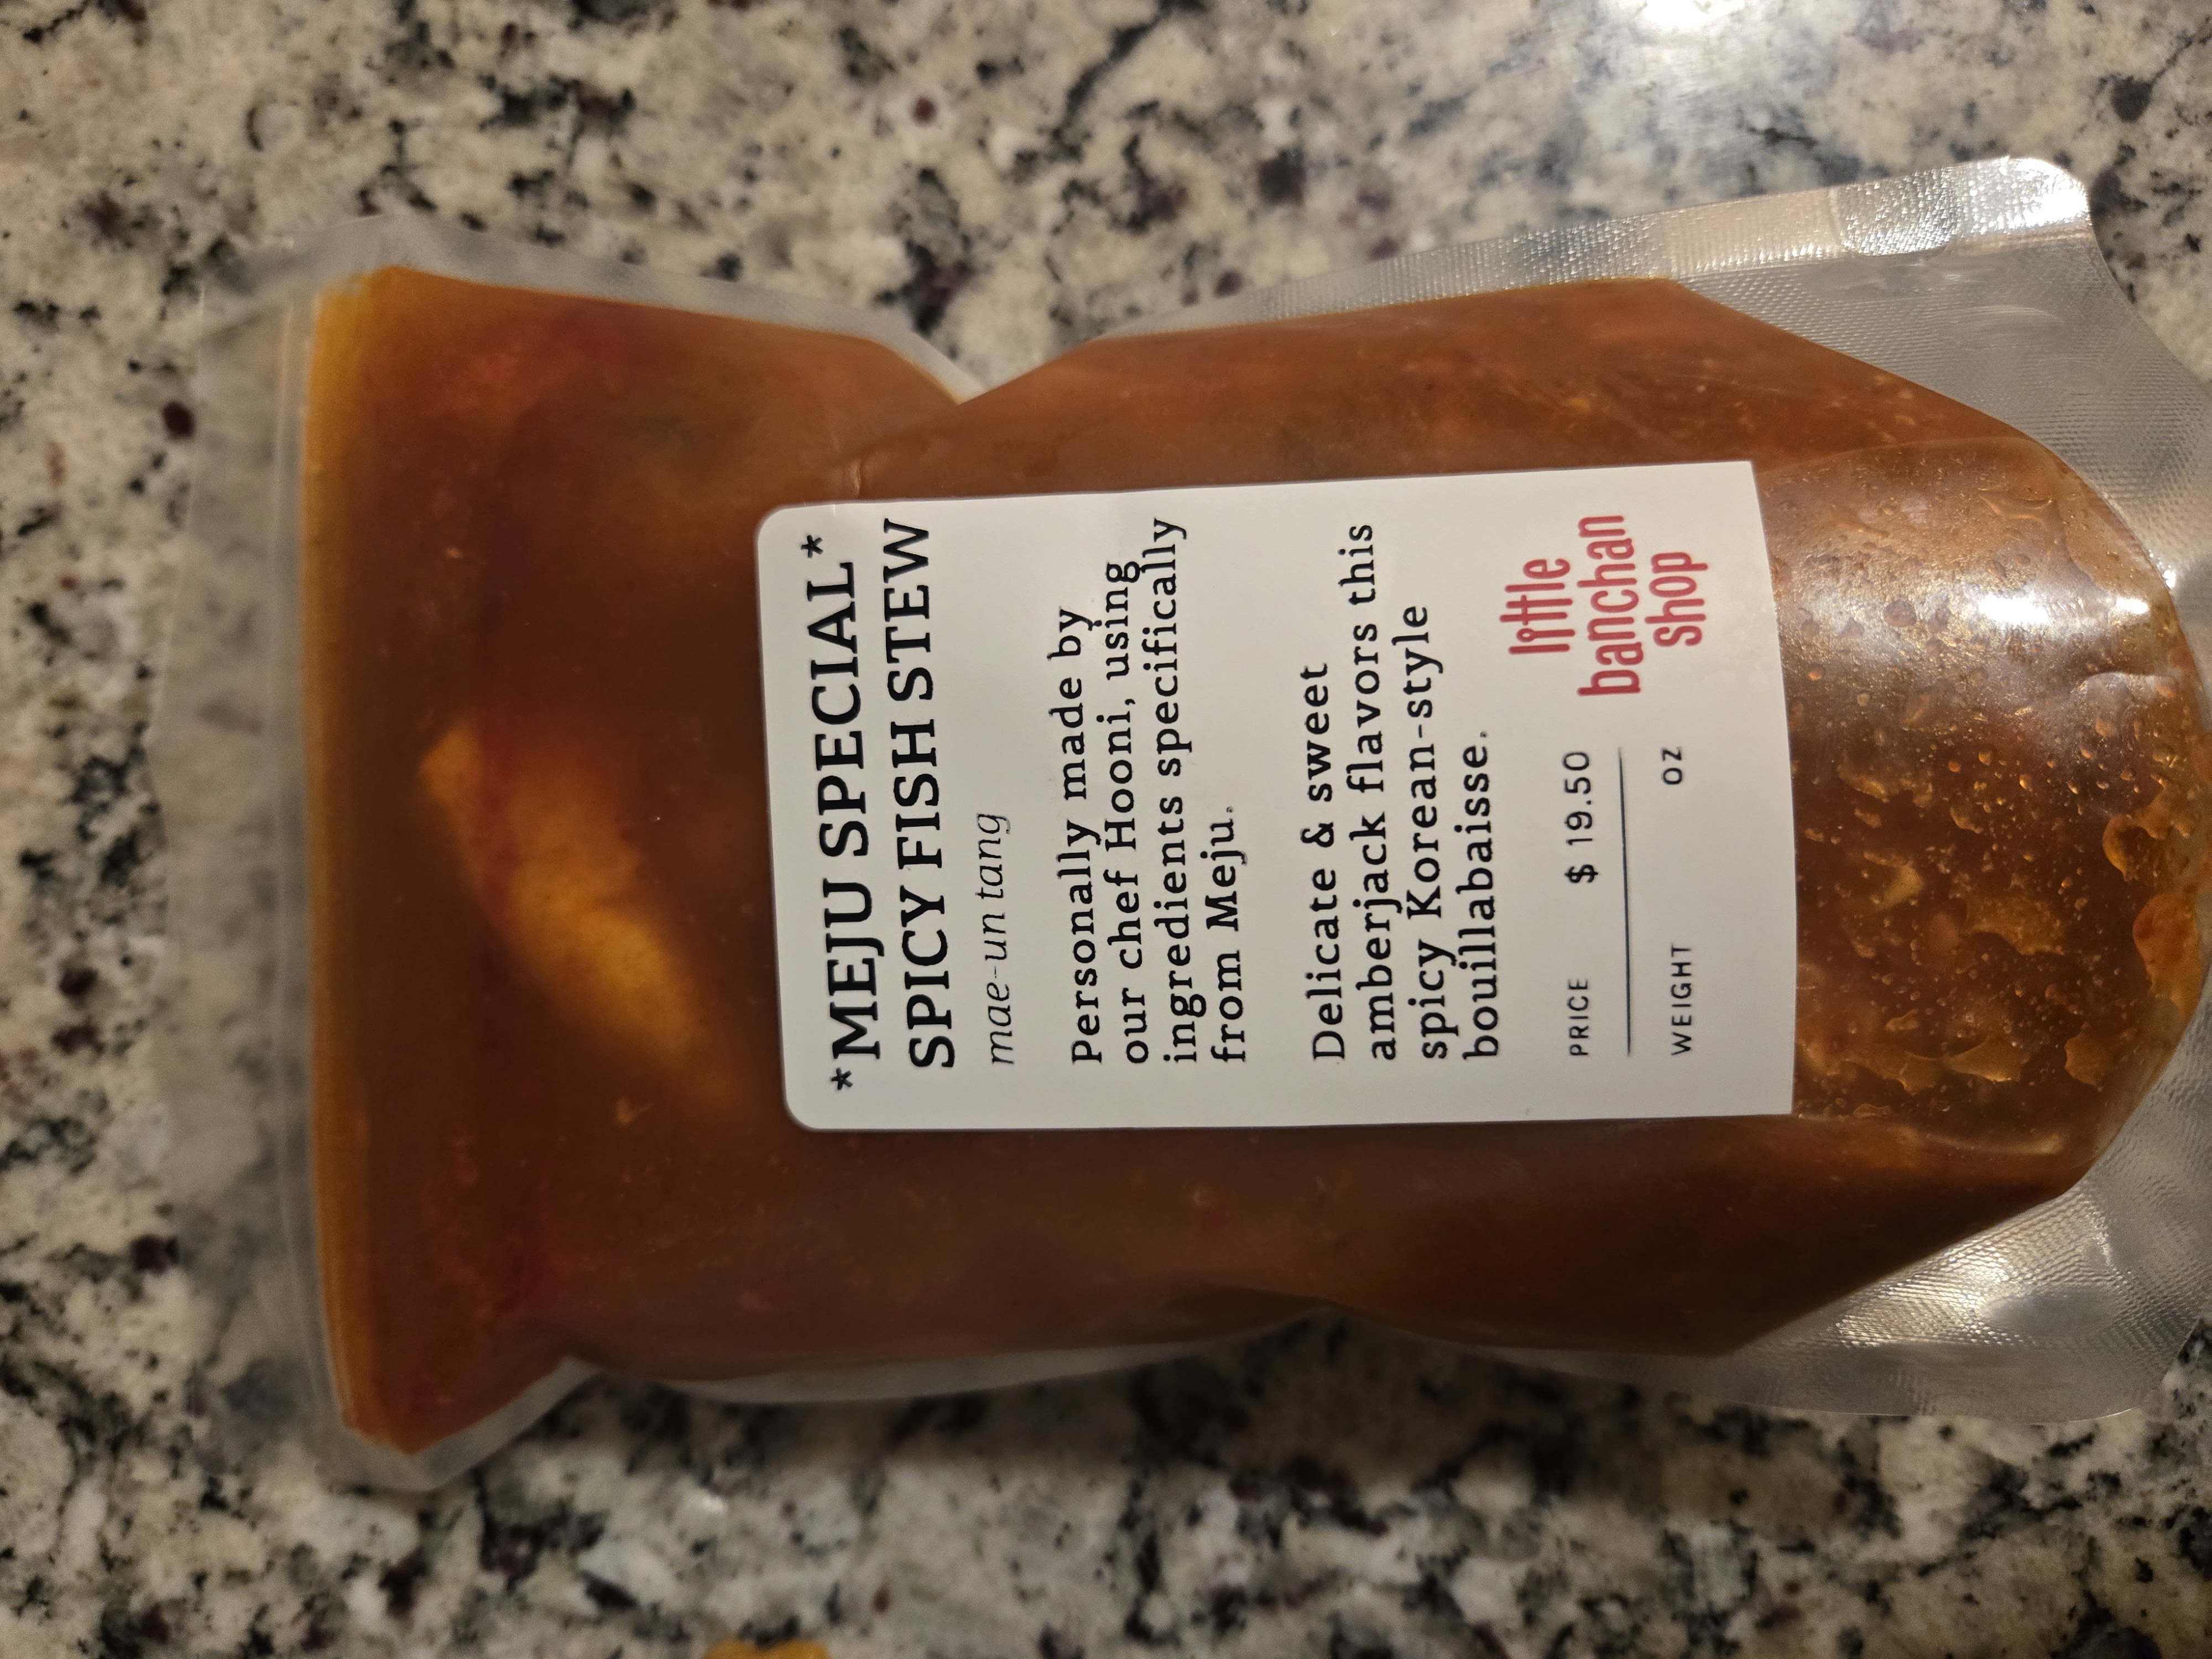 *MEJU SPECIAL*
SPICY FISH STEW
mae-un tang
Personally made by
our chef Hooni, using
ingredients specifically
from Meju.
Delicate & sweet
amberjack flavors this
spicy Korean-style
bouillabaisse.
PRICE $ 19.50
WEIGHT OZ
little
banchan
shop